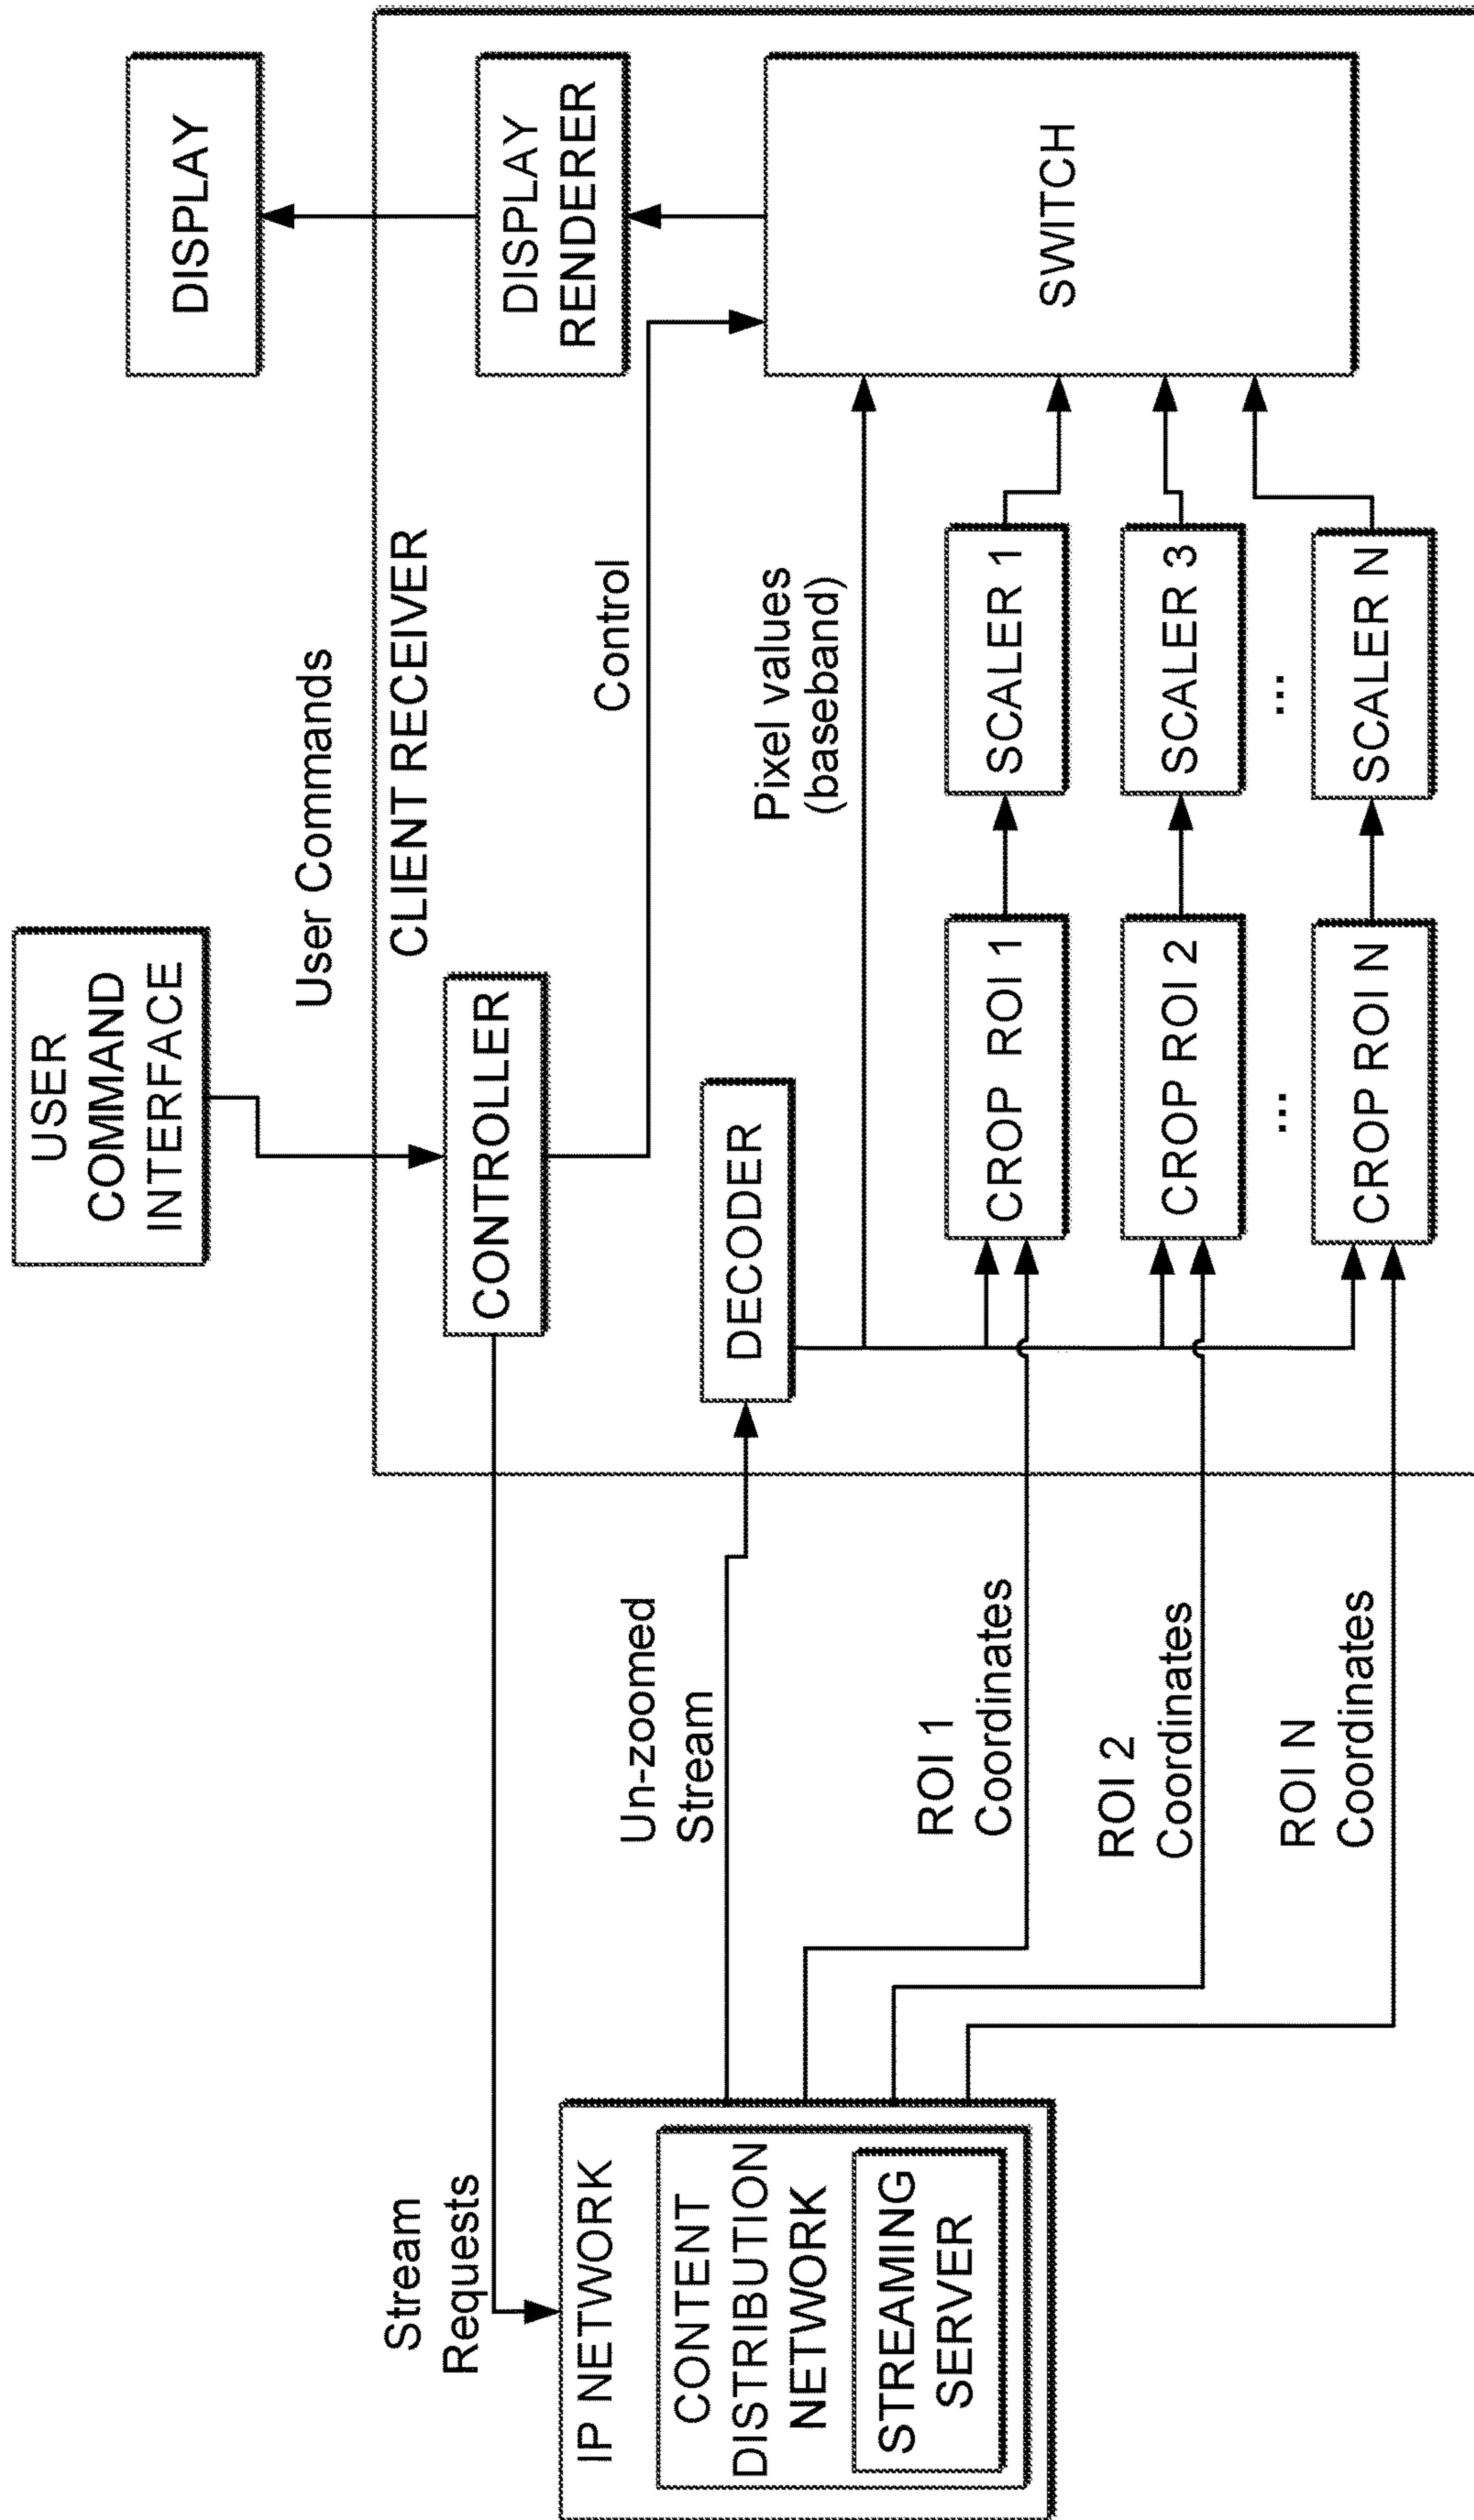 USER
COMMAND
INTERFACE
DISPLAY
User Commands
CLIENT RECEIVER
Stream
Requests
CONTROLLER
DISPLAY
RENDERER
Control
IP NETWORK
CONTENT
DISTRIBUTION
NETWORK
STREAMING
SERVER
Un-zoomed
Stream
DECODER
Pixel values
(baseband)
SWITCH
ROI 1
Coordinates
CROP ROI 1
SCALER 1
ROI 2
Coordinates
CROP ROI 2
SCALER 3
...
...
ROI N
Coordinates
CROP ROI N
SCALER N